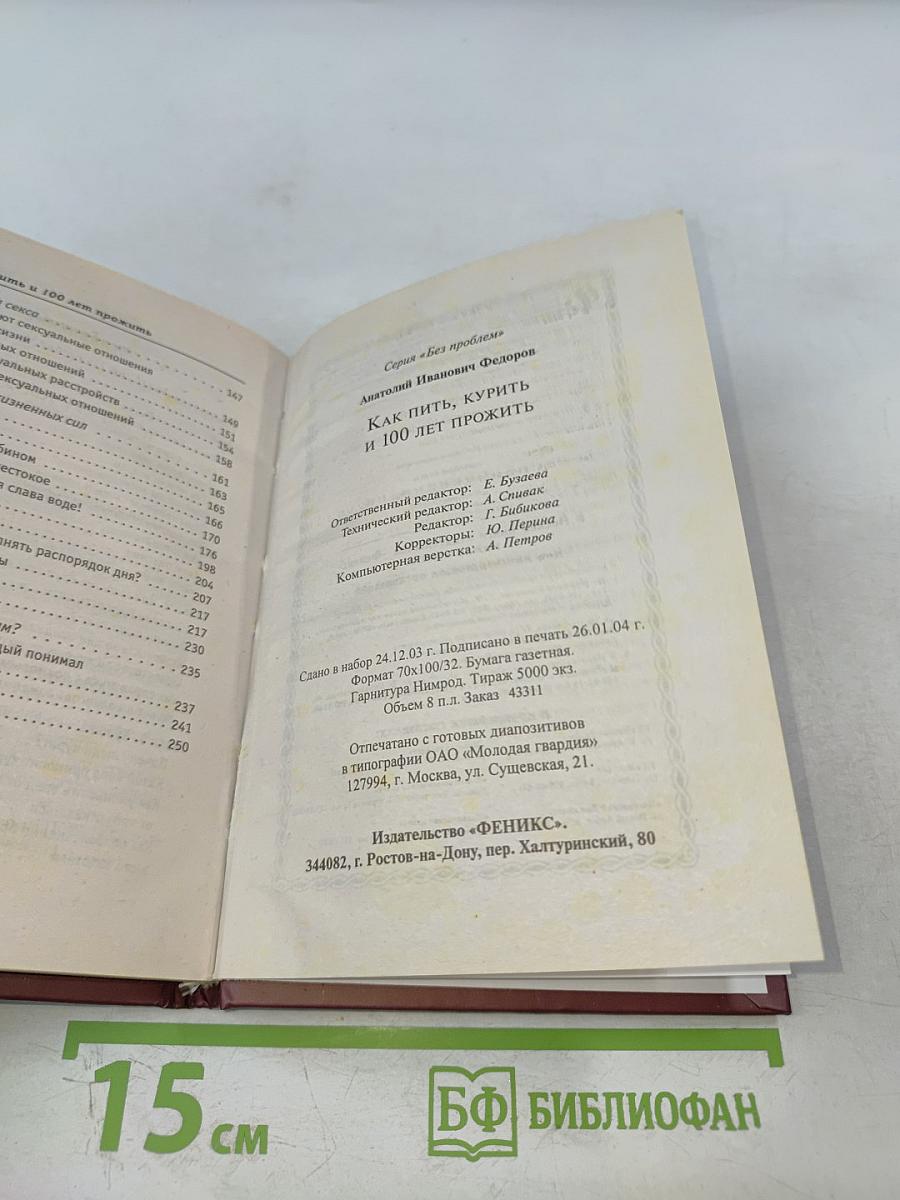 ить и 100 лет прожить
секса
ют сексуальные отношения
изни . . . 147
ых отношений
уальных расстройств . . . 149
ексуальных отношений . . . 151
изненных сил . . . 154
158
бином . . . 161
естокое . . . 163
слава воде! . . . 165
166
170
176
лнять распорядок дня? . . . 198
ы . . . 204
207
217
217
м? . . . 230
дый понимал . . . 235
237
241
250
Серия «Без проблем»
Анатолий Иванович Федоров
Как пить, курить
и 100 лет прожить
Ответственный редактор: Е. Бузаева
Технический редактор: А. Спивак
Редактор: Г. Бибикова
Корректоры: Ю. Перина
Компьютерная верстка: А. Петров
Сдано в набор 24.12.03 г. Подписано в печать 26.01.04 г.
Формат 70х100/32. Бумага газетная.
Гарнитура Нимрод. Тираж 5000 экз.
Объем 8 п.л. Заказ 43311
Отпечатано с готовых диапозитивов
в типографии ОАО «Молодая гвардия»
127994, г. Москва, ул. Сущевская, 21.
Издательство «ФЕНИКС».
344082, г. Ростов-на-Дону, пер. Халтуринский, 80
15 см
БФ БИБЛИОФАН